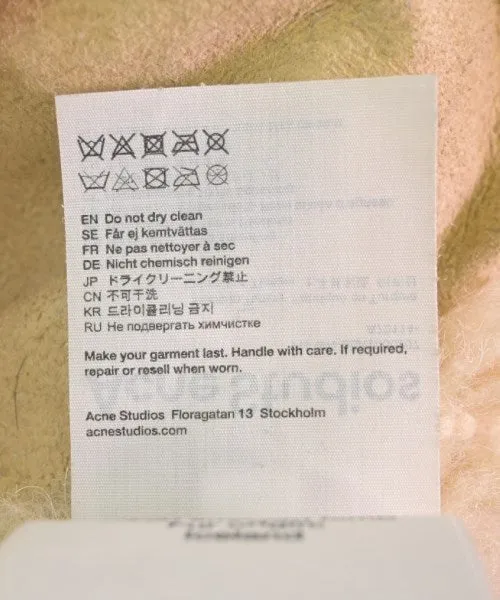 EN Do not dry clean
SE Får ej kemtvättas
FR Ne pas nettoyer à sec
DE Nicht chemisch reinigen
JP ドライクリーニング禁止
CN 不可干洗
KR 드라이클리닝 금지
RU Не подвергать химчистке
Make your garment last. Handle with care. If required,
repair or resell when worn.
Acne Studios Floragatan 13 Stockholm
acnestudios.com
Acne Studios